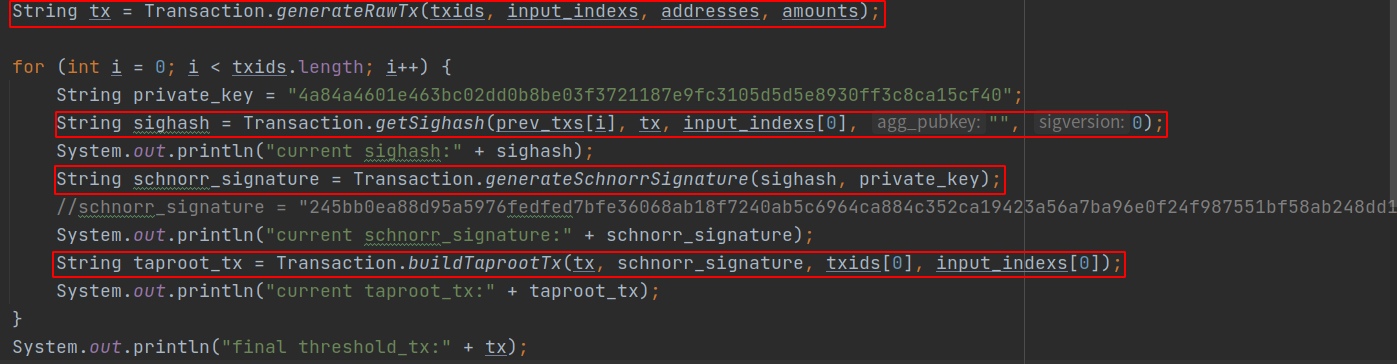 String tx = Transaction.generateRawTx(txids, input_indexs, addresses, amounts);
for (int i = 0; i < txids.length; i++) {
String private_key = "4a84a4601e463bc02dd0b8be03f3721187e9fc3105d5d5e8930ff3c8ca15cf40";
String sighash = Transaction.getSighash(prev_txs[i], tx, input_indexs[0], agg_pubkey: "", sigversion: 0);
System.out.println("current sighash:" + sighash);
String schnorr_signature = Transaction.generateSchnorrSignature(sighash, private_key);
//schnorr_signature = "245bb0ea88d95a5976fedfed7bfe36068ab18f7240ab5c6964ca884c352ca19423a56a7ba96e0f24f987551bf58ab248dd1
System.out.println("current schnorr_signature:" + schnorr_signature);
String taproot_tx = Transaction.buildTaprootTx(tx, schnorr_signature, txids[0], input_indexs[0]);
System.out.println("current taproot_tx:" + taproot_tx);
}
System.out.println("final threshold_tx:" + tx);